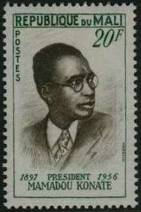 REPUBLIQUE DU MALI
POSTES
20F
1897 PRESIDENT 1956
MAMADOU KONATE